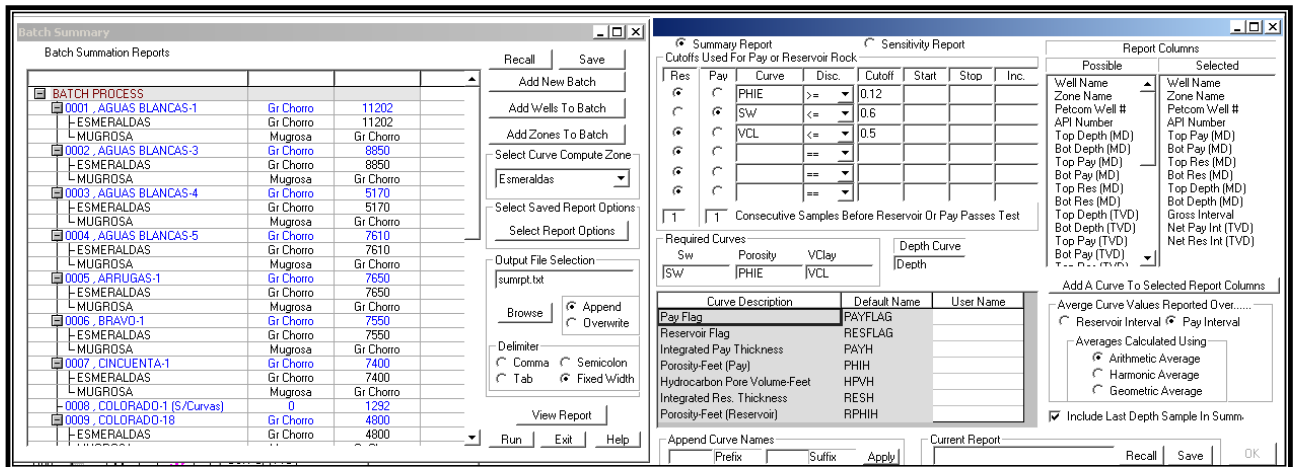 Batch Summary
Batch Summation Reports
BATCH PROCESS
0001 , AGUAS BLANCAS-1 Gr Chorro 11202
ESMERALDAS Gr Chorro 11202
MUGROSA Mugrosa Gr Chorro
0002 , AGUAS BLANCAS-3 Gr Chorro 8850
ESMERALDAS Gr Chorro 8850
MUGROSA Mugrosa Gr Chorro
0003 , AGUAS BLANCAS-4 Gr Chorro 5170
ESMERALDAS Gr Chorro 5170
MUGROSA Mugrosa Gr Chorro
0004 , AGUAS BLANCAS-5 Gr Chorro 7610
ESMERALDAS Gr Chorro 7610
MUGROSA Mugrosa Gr Chorro
0005 , ARRUGAS-1 Gr Chorro 7650
ESMERALDAS Gr Chorro 7650
MUGROSA Mugrosa Gr Chorro
0006 , BRAVO-1 Gr Chorro 7550
ESMERALDAS Gr Chorro 7550
MUGROSA Mugrosa Gr Chorro
0007 , CINCUENTA-1 Gr Chorro 7400
ESMERALDAS Gr Chorro 7400
MUGROSA Mugrosa Gr Chorro
0008 , COLORADO-1 (S/Curvas) 0 1292
0009 , COLORADO-18 Gr Chorro 4800
ESMERALDAS Gr Chorro 4800
Recall Save
Add New Batch
Add Wells To Batch
Add Zones To Batch
Select Curve Compute Zone
Esmeraldas
Select Saved Report Options
Select Report Options
Output File Selection
sumrpt.txt
Browse Append
Overwrite
Delimiter
Comma Semicolon
Tab Fixed Width
View Report
Run Exit Help
Summary Report Sensitivity Report
Cutoffs Used For Pay or Reservoir Rock
Res Pay Curve Disc. Cutoff Start Stop Inc.
PHIE >= 0.12
SW <= 0.6
VCL <= 0.5
==
==
==
1 1 Consecutive Samples Before Reservoir Or Pay Passes Test
Required Curves
Sw Porosity VClay
SW PHIE VCL
Depth Curve
Depth
Curve Description Default Name User Name
Pay Flag PAYFLAG
Reservoir Flag RESFLAG
Integrated Pay Thickness PAYH
Porosity-Feet (Pay) PHIH
Hydrocarbon Pore Volume-Feet HPVH
Integrated Res. Thickness RESH
Porosity-Feet (Reservoir) RPHIH
Append Curve Names
Prefix Suffix Apply
Current Report
Recall Save OK
Report Columns
Possible Selected
Well Name Well Name
Zone Name Zone Name
Petcom Well # Petcom Well #
API Number API Number
Top Depth (MD) Top Pay (MD)
Bot Depth (MD) Bot Pay (MD)
Top Pay (MD) Top Res (MD)
Bot Pay (MD) Bot Res (MD)
Top Res (MD) Top Depth (MD)
Bot Res (MD) Bot Depth (MD)
Top Depth (TVD) Gross Interval
Bot Depth (TVD) Net Pay Int (TVD)
Top Pay (TVD) Net Res Int (TVD)
Bot Pay (TVD)
Add A Curve To Selected Report Columns
Averge Curve Values Reported Over......
Reservoir Interval Pay Interval
Averages Calculated Using
Arithmetic Average
Harmonic Average
Geometric Average
Include Last Depth Sample In Summ